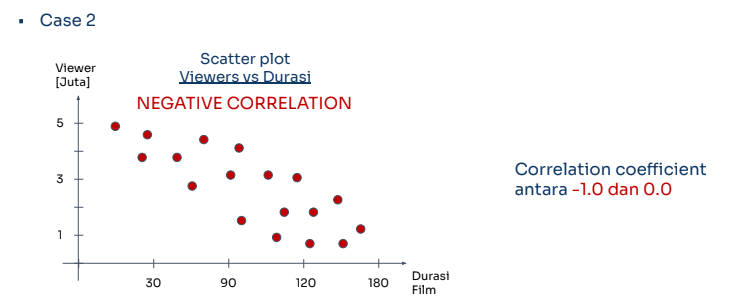 ▪ Case 2
Scatter plot
Viewers vs Durasi
Viewer
[Juta]
NEGATIVE CORRELATION
5
3
1
30 90 120 180
Durasi
Film
Correlation coefficient
antara -1.0 dan 0.0